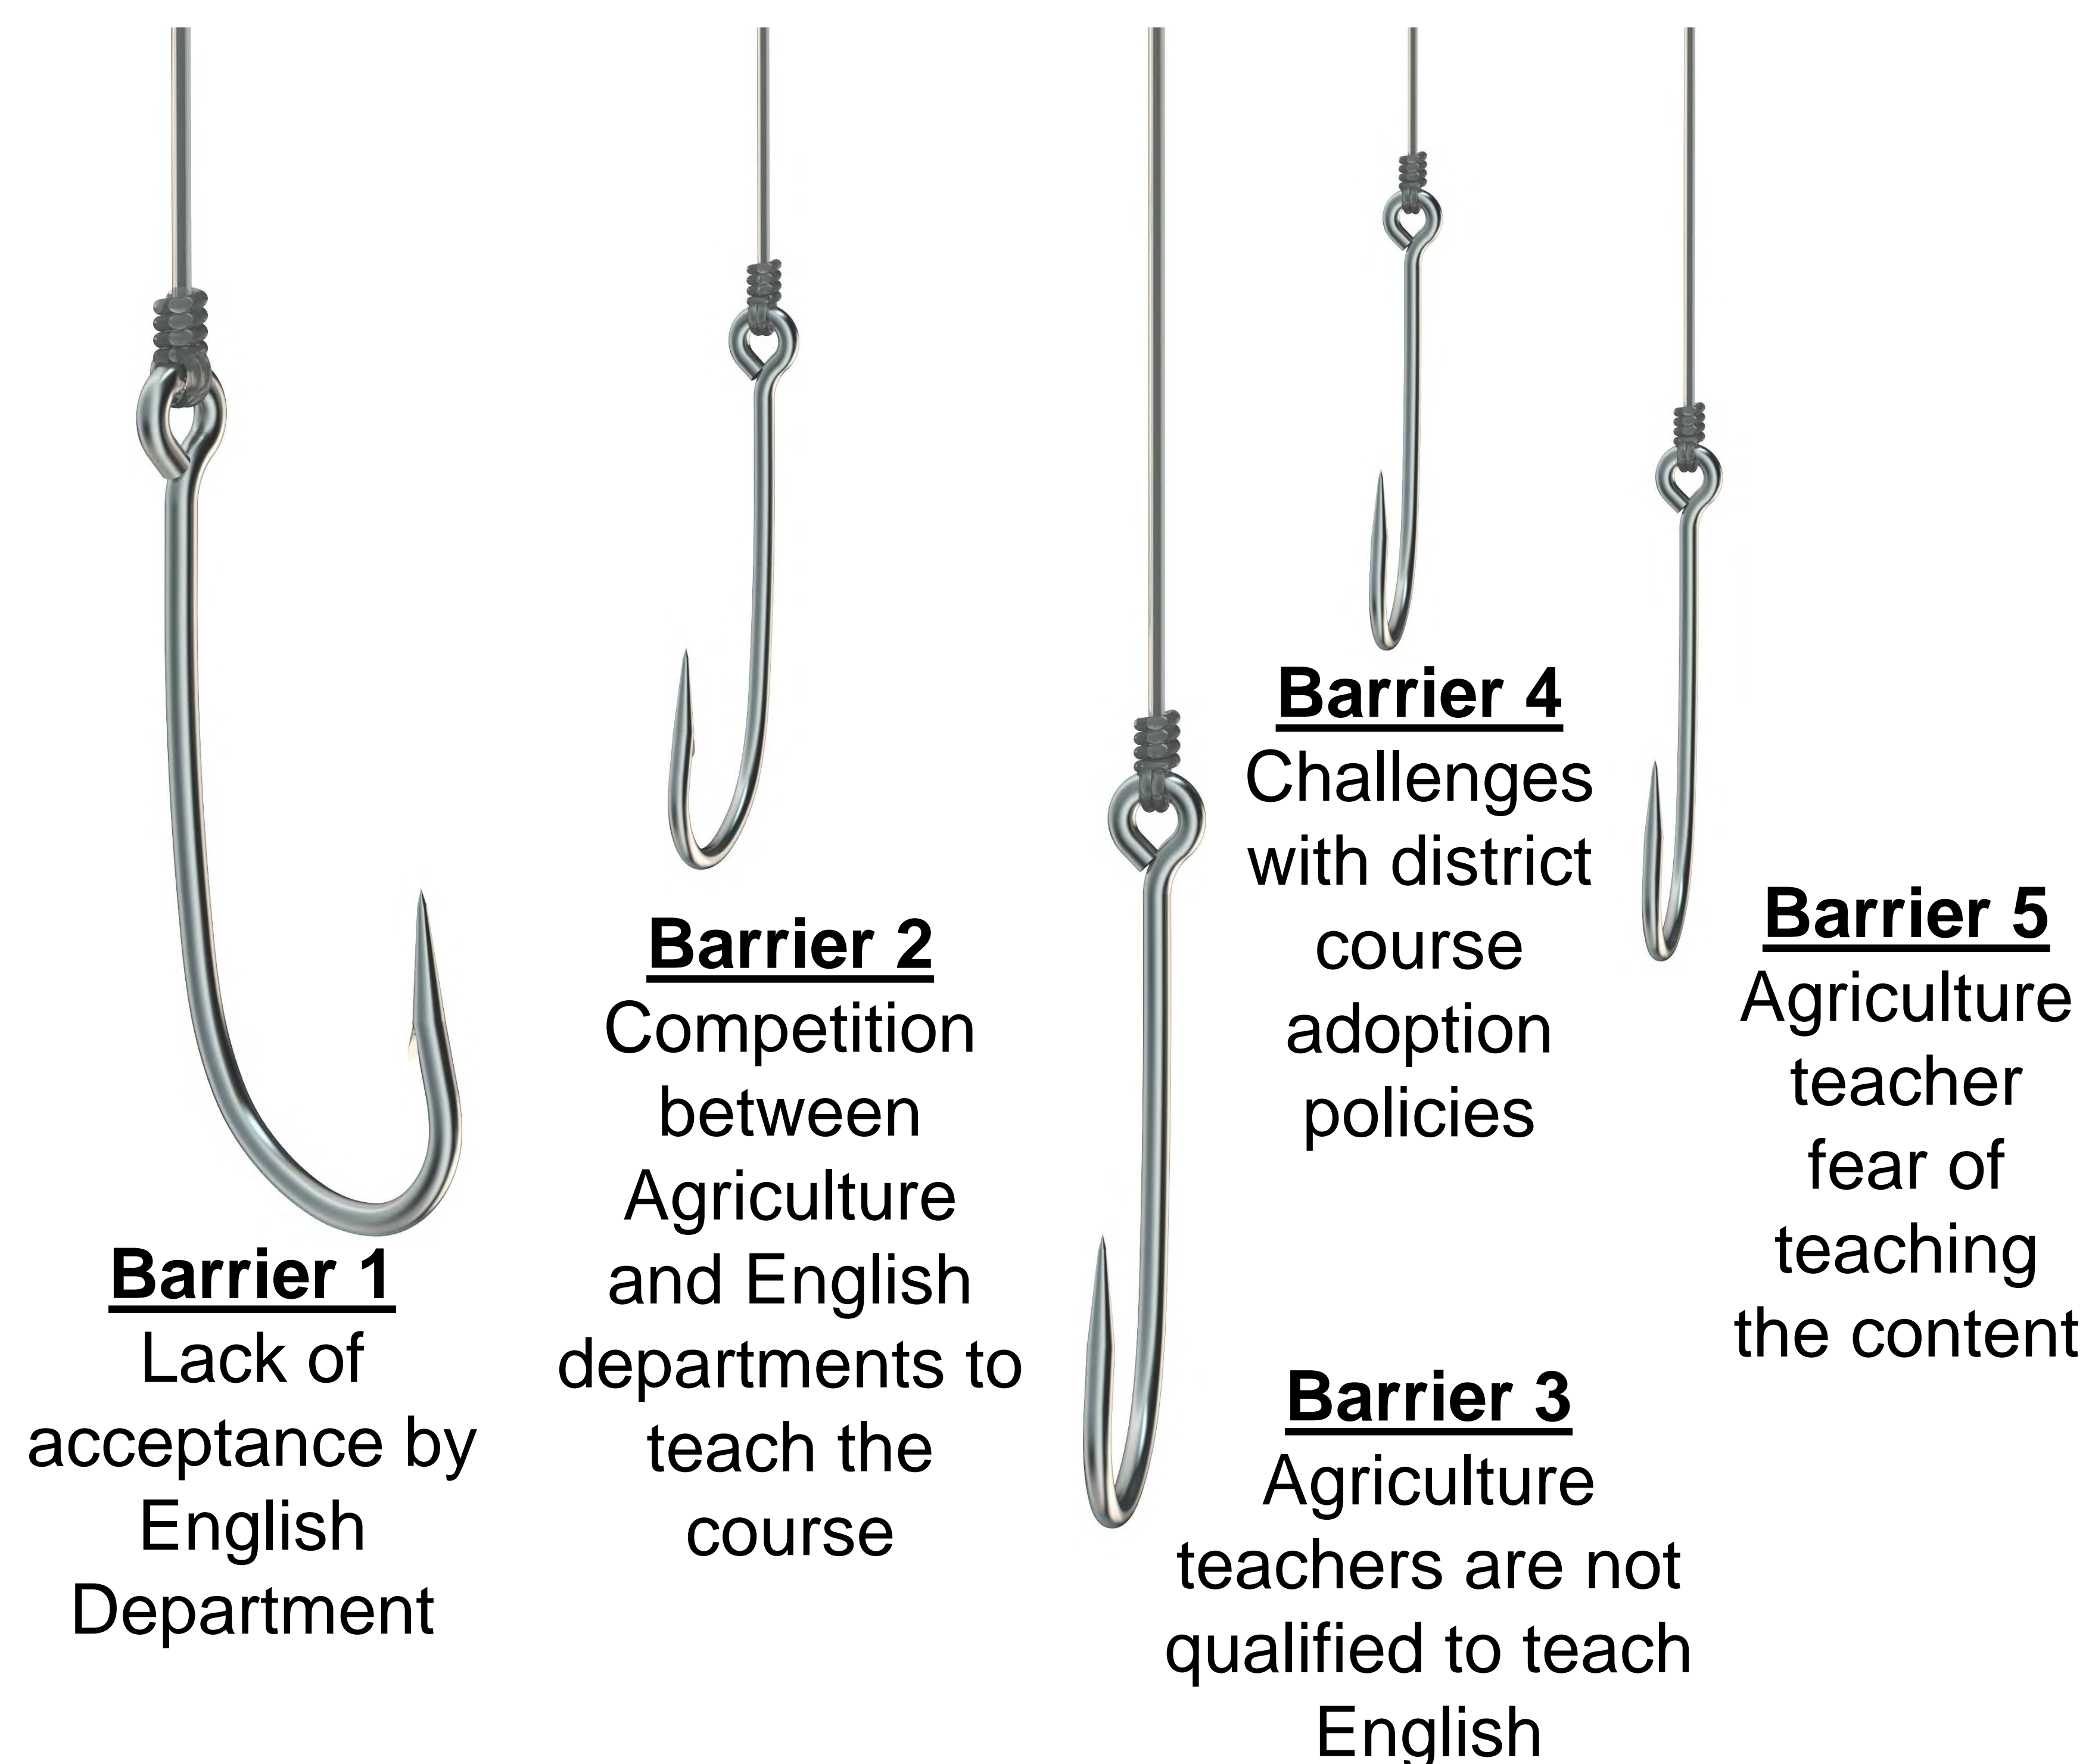 Barrier 1
Lack of
acceptance by
English
Department
Barrier 2
Competition
between
Agriculture
and English
departments to
teach the
course
Barrier 3
Agriculture
teachers are not
qualified to teach
English
Barrier 4
Challenges
with district
course
adoption
policies
Barrier 5
Agriculture
teacher
fear of
teaching
the content